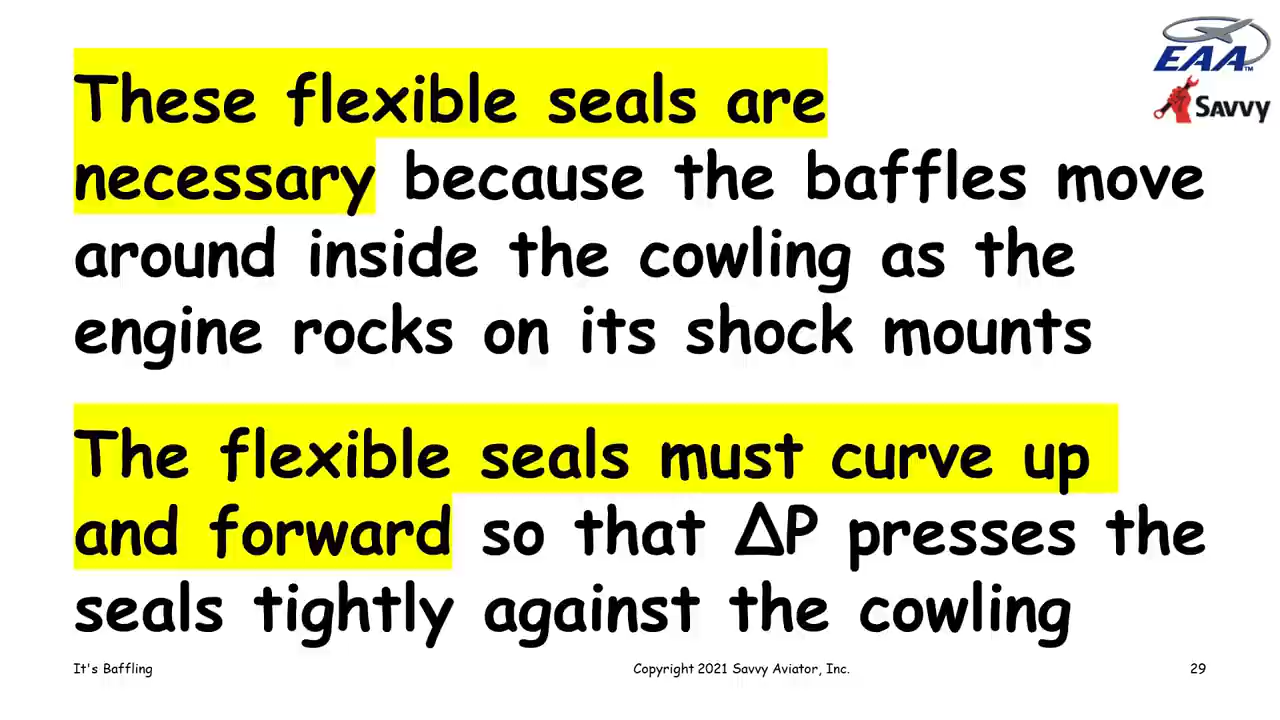 EAA™
Savvy
These flexible seals are
necessary because the baffles move
around inside the cowling as the
engine rocks on its shock mounts
The flexible seals must curve up
and forward so that ΔP presses the
seals tightly against the cowling
It's Baffling
Copyright 2021 Savvy Aviator, Inc.
29